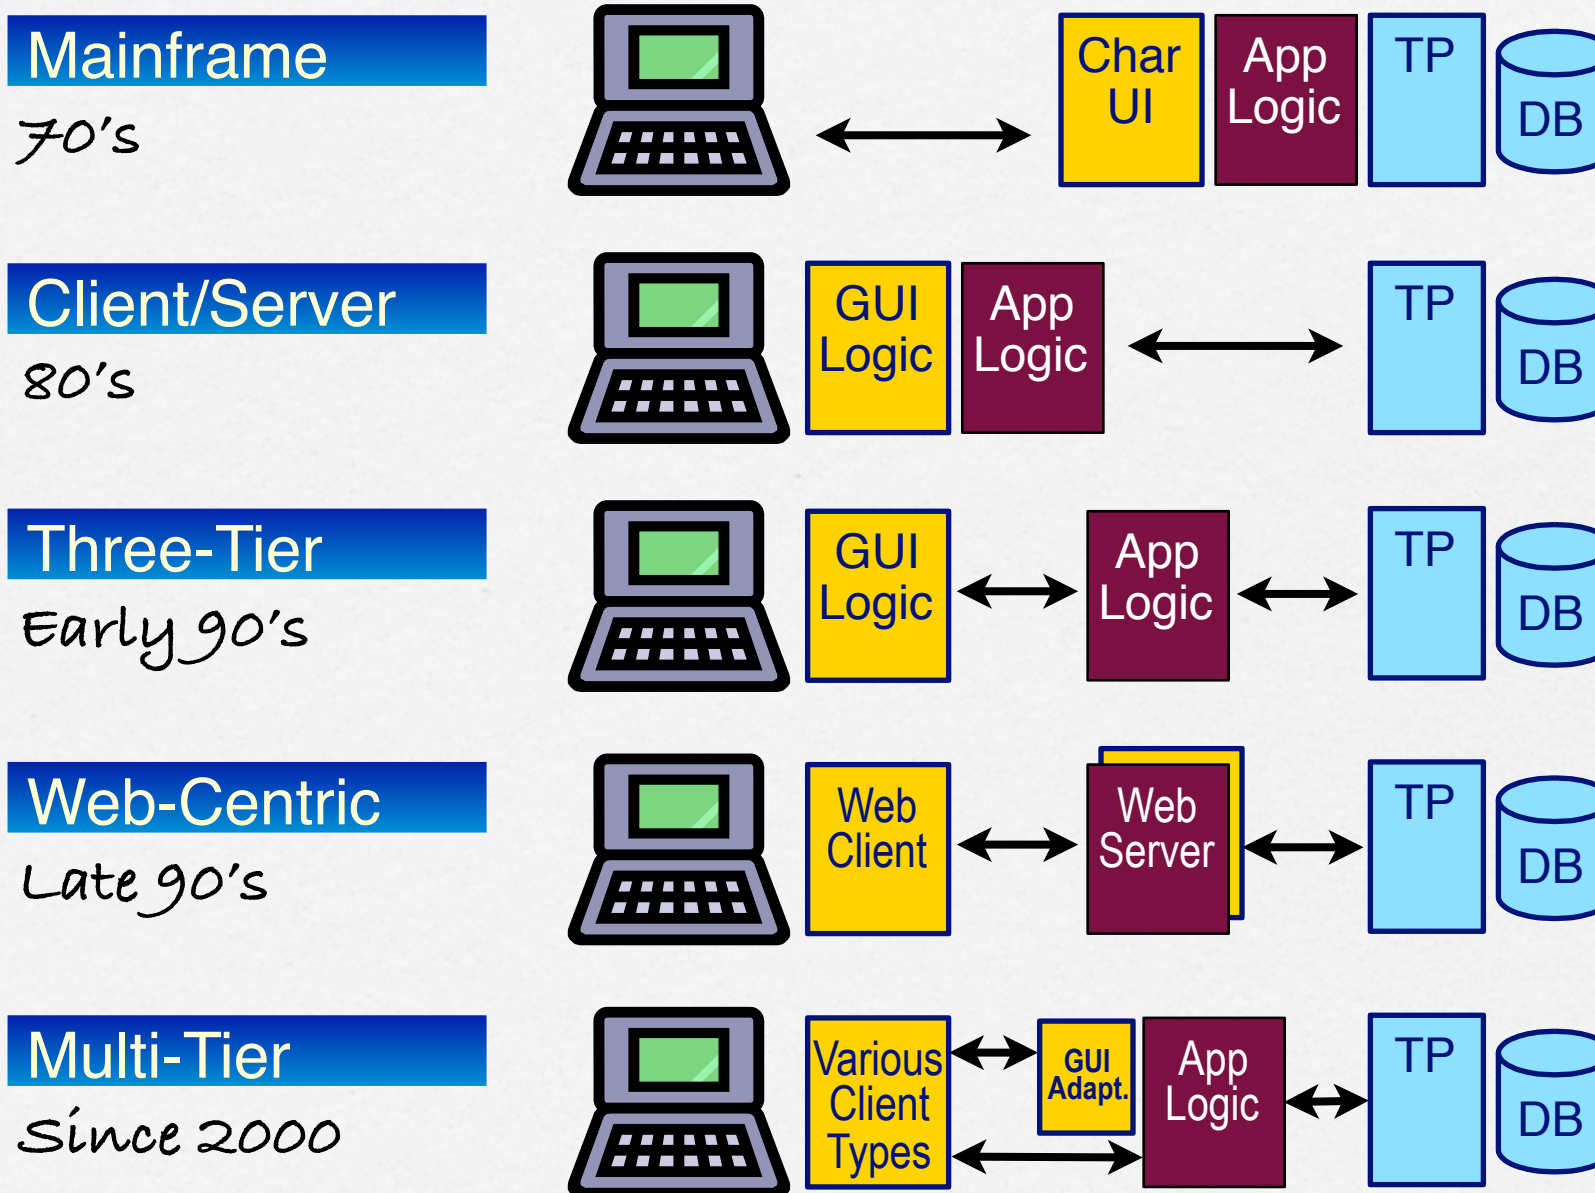 Mainframe
70's
Char
UI
App
Logic
TP
DB
Client/Server
80's
GUI
Logic
App
Logic
TP
DB
Three-Tier
Early 90's
GUI
Logic
App
Logic
TP
DB
Web-Centric
Late 90's
Web
Client
Web
Server
TP
DB
Multi-Tier
Since 2000
Various
Client
Types
GUI
Adapt.
App
Logic
TP
DB